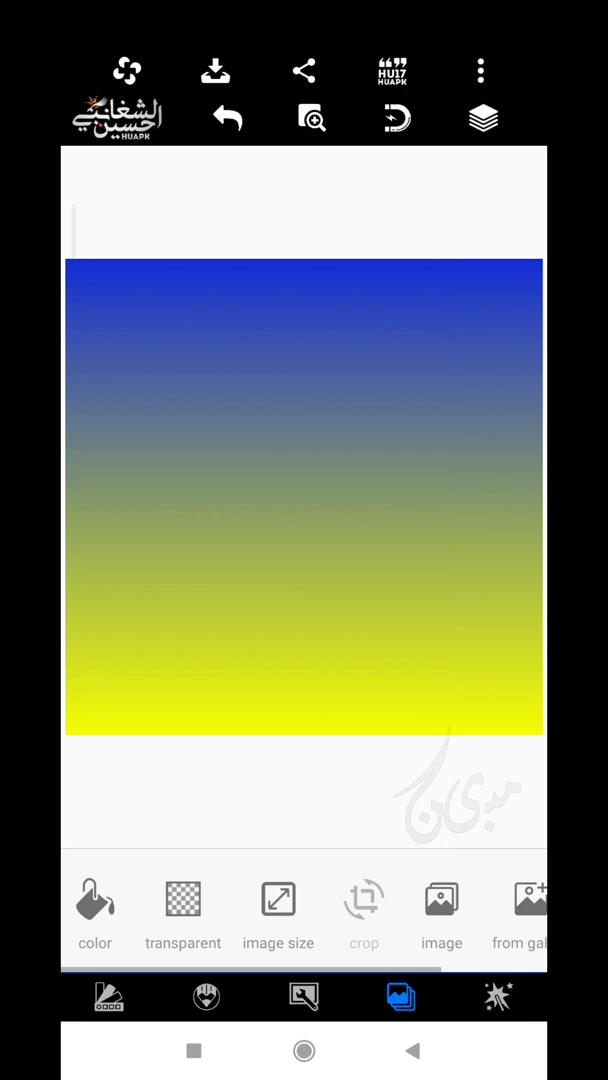 HU17
HUAPK
الشغانبي
حسين
HUAPK
color
transparent
image size
crop
image
from gal